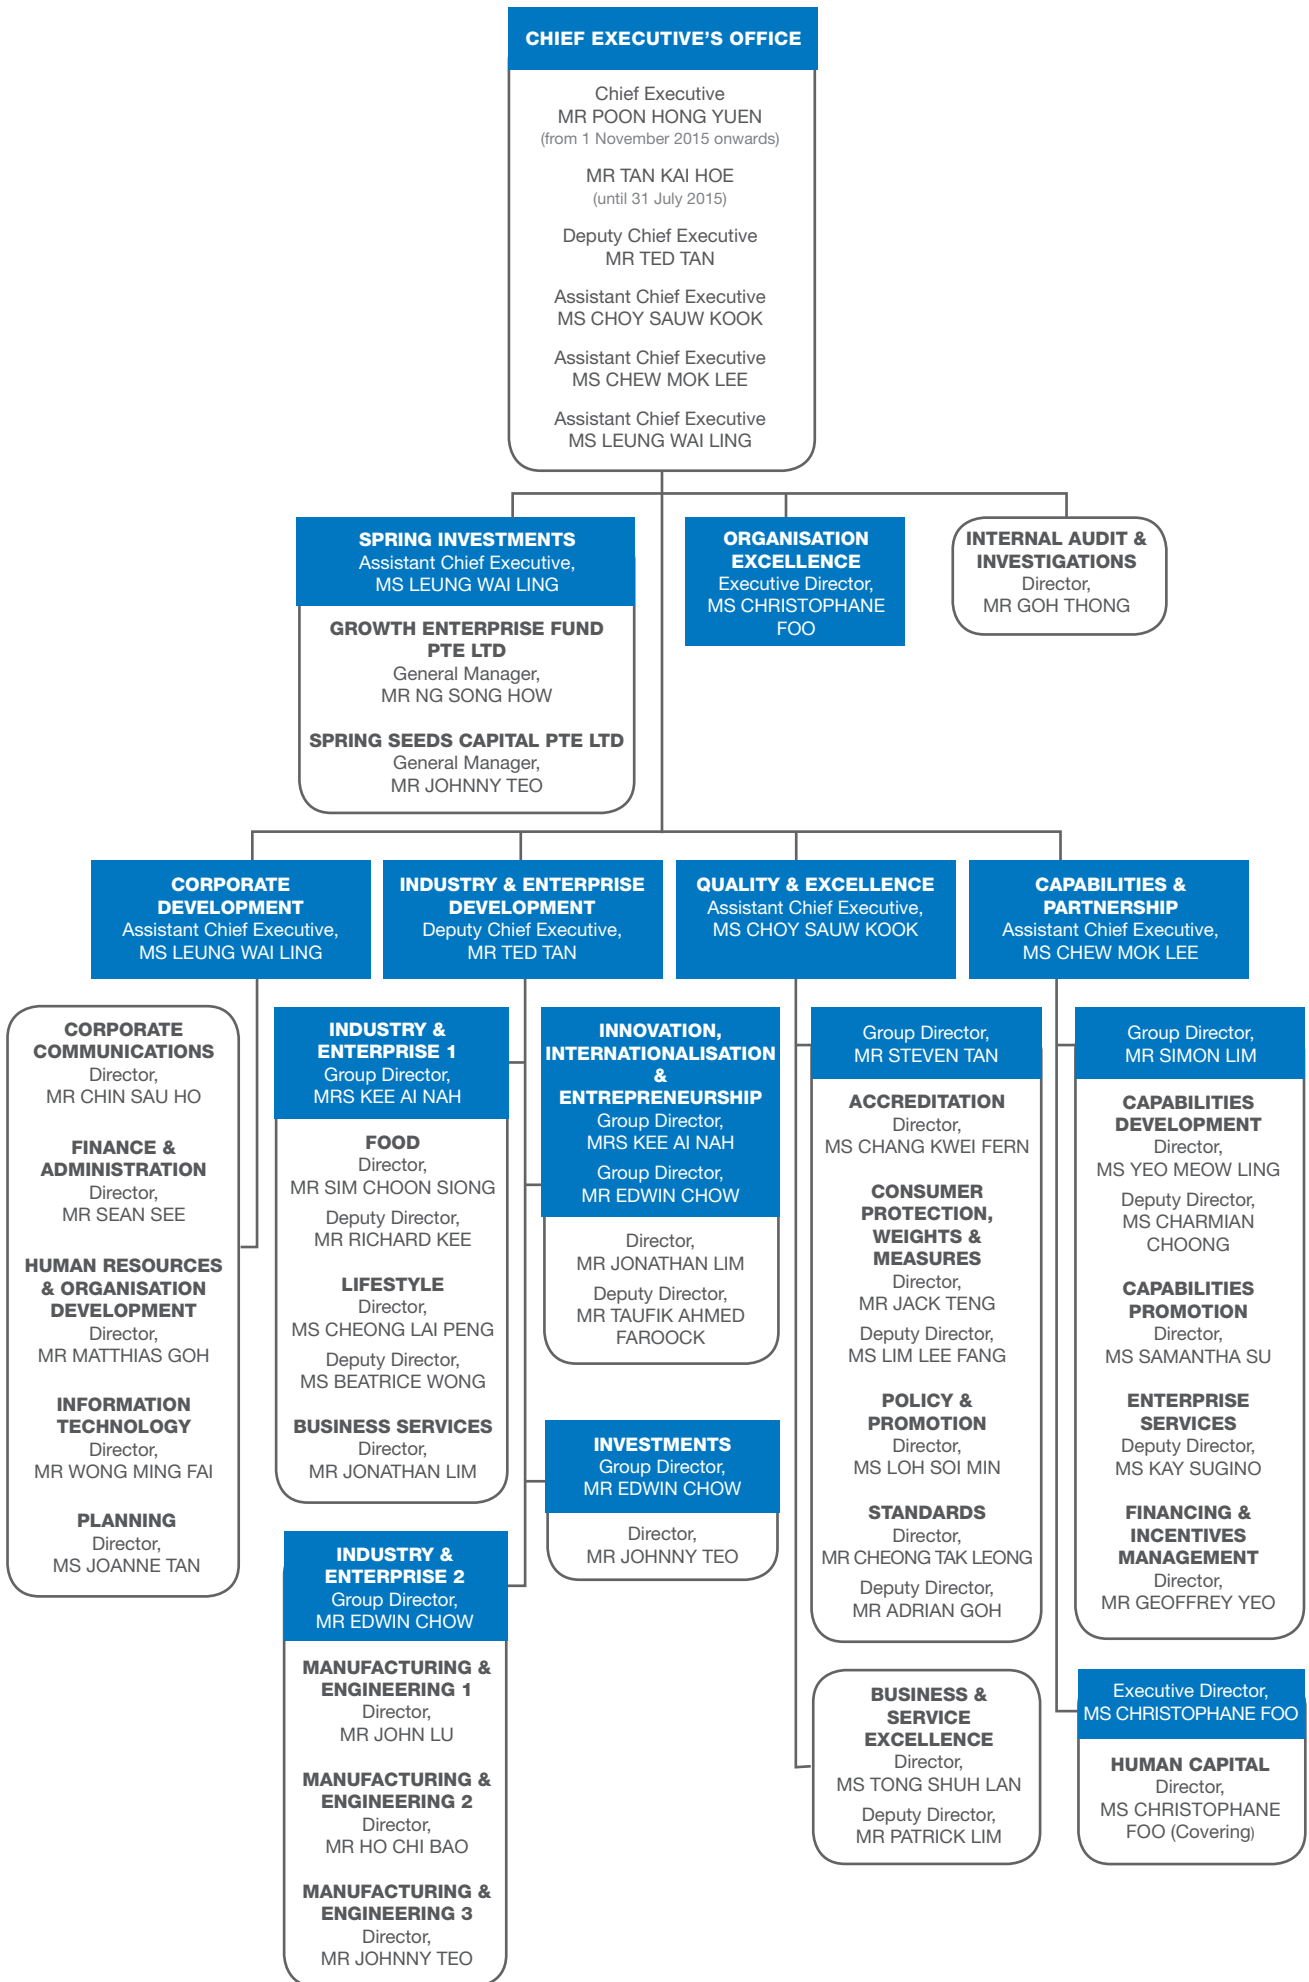 CHIEF EXECUTIVE'S OFFICE
Chief Executive
MR POON HONG YUEN
(from 1 November 2015 onwards)
MR TAN KAI HOE
(until 31 July 2015)
Deputy Chief Executive
MR TED TAN
Assistant Chief Executive
MS CHOY SAUW KOOK
Assistant Chief Executive
MS CHEW MOK LEE
Assistant Chief Executive
MS LEUNG WAI LING
SPRING INVESTMENTS
Assistant Chief Executive,
MS LEUNG WAI LING
GROWTH ENTERPRISE FUND
PTE LTD
General Manager,
MR NG SONG HOW
SPRING SEEDS CAPITAL PTE LTD
General Manager,
MR JOHNNY TEO
ORGANISATION
EXCELLENCE
Executive Director,
MS CHRISTOPHANE
FOO
INTERNAL AUDIT &
INVESTIGATIONS
Director,
MR GOH THONG
CORPORATE
DEVELOPMENT
Assistant Chief Executive,
MS LEUNG WAI LING
CORPORATE
COMMUNICATIONS
Director,
MR CHIN SAU HO
FINANCE &
ADMINISTRATION
Director,
MR SEAN SEE
HUMAN RESOURCES
& ORGANISATION
DEVELOPMENT
Director,
MR MATTHIAS GOH
INFORMATION
TECHNOLOGY
Director,
MR WONG MING FAI
PLANNING
Director,
MS JOANNE TAN
INDUSTRY & ENTERPRISE
DEVELOPMENT
Deputy Chief Executive,
MR TED TAN
INDUSTRY &
ENTERPRISE 1
Group Director,
MRS KEE AI NAH
FOOD
Director,
MR SIM CHOON SIONG
Deputy Director,
MR RICHARD KEE
LIFESTYLE
Director,
MS CHEONG LAI PENG
Deputy Director,
MS BEATRICE WONG
BUSINESS SERVICES
Director,
MR JONATHAN LIM
INDUSTRY &
ENTERPRISE 2
Group Director,
MR EDWIN CHOW
MANUFACTURING &
ENGINEERING 1
Director,
MR JOHN LU
MANUFACTURING &
ENGINEERING 2
Director,
MR HO CHI BAO
MANUFACTURING &
ENGINEERING 3
Director,
MR JOHNNY TEO
INNOVATION,
INTERNATIONALISATION
&
ENTREPRENEURSHIP
Group Director,
MRS KEE AI NAH
Group Director,
MR EDWIN CHOW
Director,
MR JONATHAN LIM
Deputy Director,
MR TAUFIK AHMED
FAROOCK
INVESTMENTS
Group Director,
MR EDWIN CHOW
Director,
MR JOHNNY TEO
QUALITY & EXCELLENCE
Assistant Chief Executive,
MS CHOY SAUW KOOK
Group Director,
MR STEVEN TAN
ACCREDITATION
Director,
MS CHANG KWEI FERN
CONSUMER
PROTECTION,
WEIGHTS &
MEASURES
Director,
MR JACK TENG
Deputy Director,
MS LIM LEE FANG
POLICY &
PROMOTION
Director,
MS LOH SOI MIN
STANDARDS
Director,
MR CHEONG TAK LEONG
Deputy Director,
MR ADRIAN GOH
BUSINESS &
SERVICE
EXCELLENCE
Director,
MS TONG SHUH LAN
Deputy Director,
MR PATRICK LIM
CAPABILITIES &
PARTNERSHIP
Assistant Chief Executive,
MS CHEW MOK LEE
Group Director,
MR SIMON LIM
CAPABILITIES
DEVELOPMENT
Director,
MS YEO MEOW LING
Deputy Director,
MS CHARMIAN
CHOONG
CAPABILITIES
PROMOTION
Director,
MS SAMANTHA SU
ENTERPRISE
SERVICES
Deputy Director,
MS KAY SUGINO
FINANCING &
INCENTIVES
MANAGEMENT
Director,
MR GEOFFREY YEO
Executive Director,
MS CHRISTOPHANE FOO
HUMAN CAPITAL
Director,
MS CHRISTOPHANE
FOO (Covering)